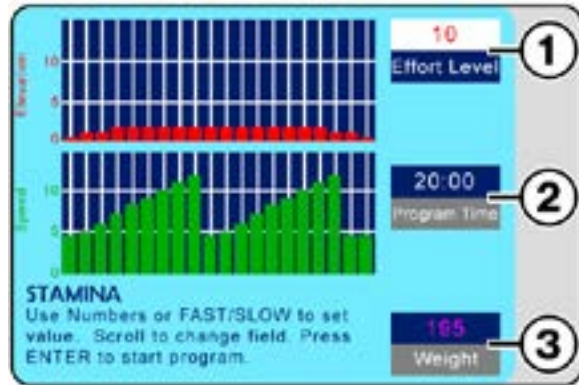 10
Effort Level
1
Elevation
10
5
0
20:00
Program Time
2
Speed
10
5
0
STAMINA
Use Numbers or FAST/SLOW to set
value. Scroll to change field. Press
ENTER to start program.
195
Weight
3